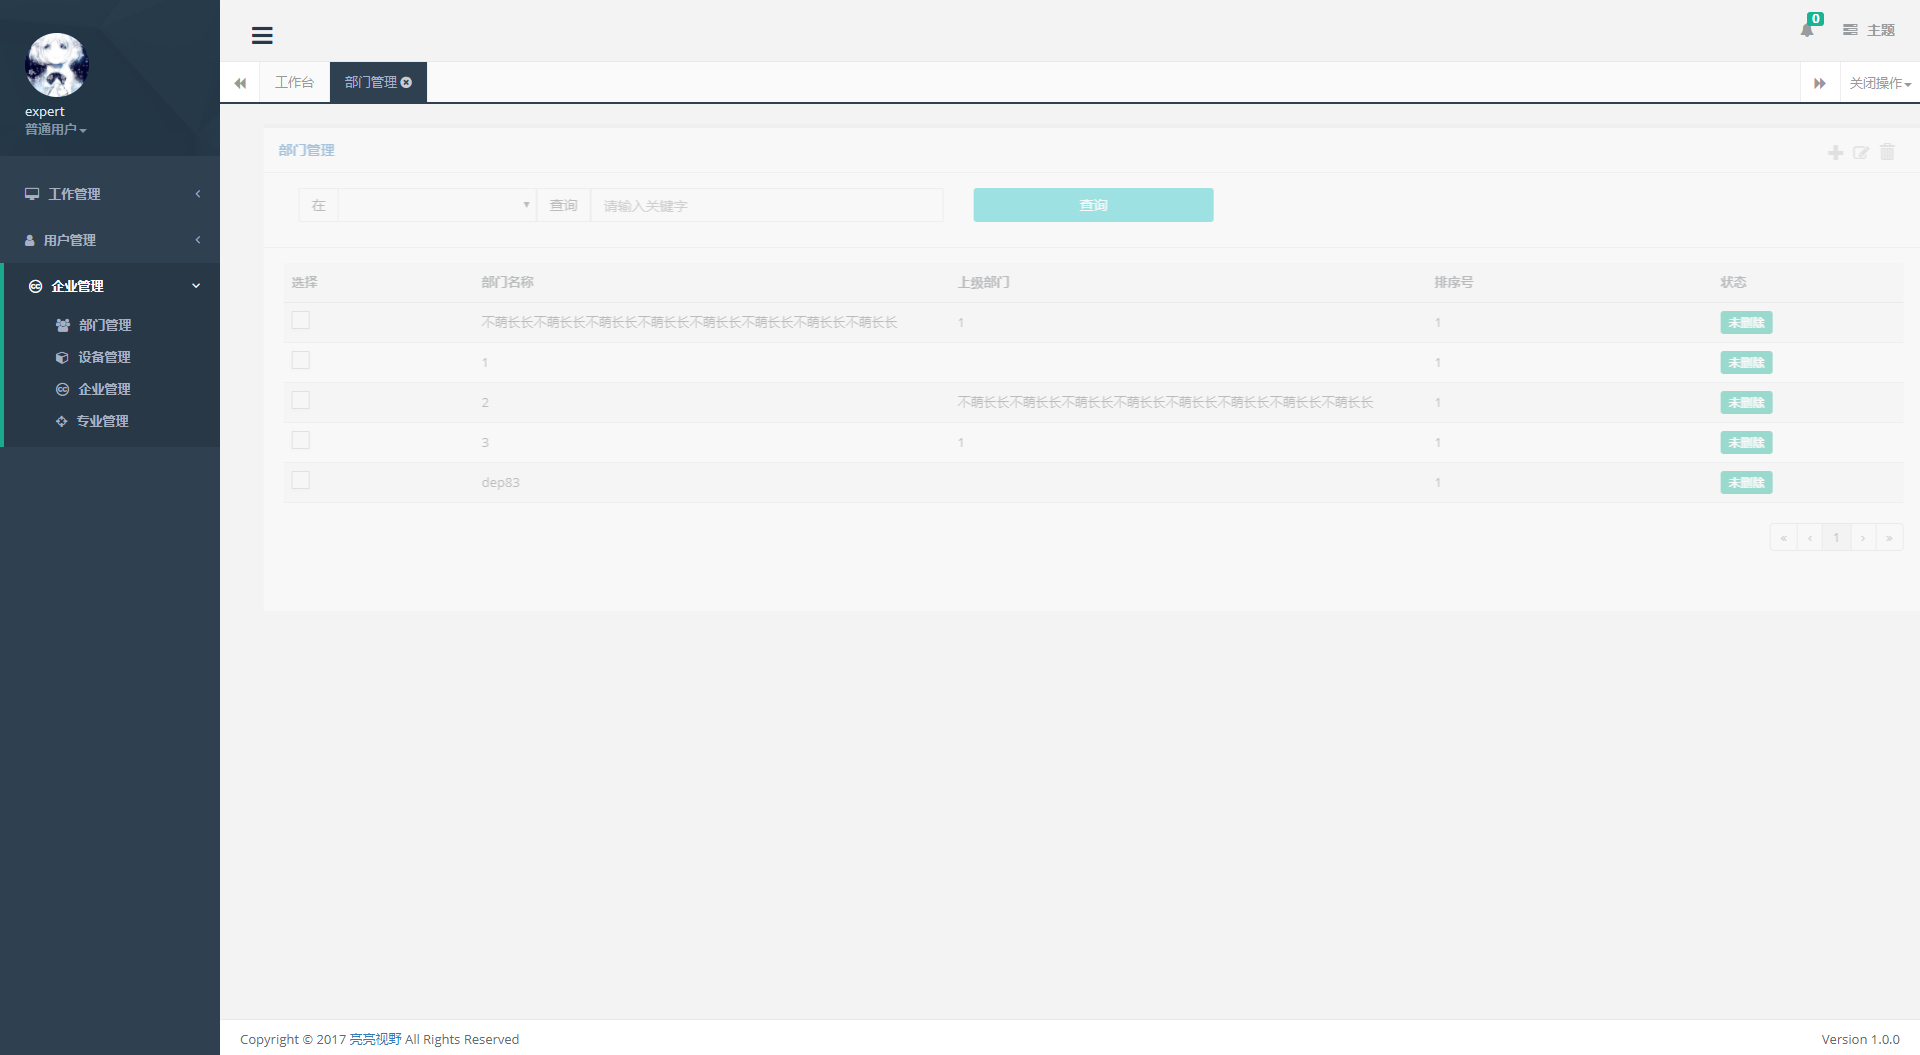 expert
普通用户
工作管理
用户管理
企业管理
部门管理
设备管理
企业管理
专业管理
0
主题
工作台
部门管理
关闭操作
部门管理
在
查询
请输入关键字
查询
选择 部门名称 上级部门 排序号 状态
不萌长长不萌长长不萌长长不萌长长不萌长长不萌长长不萌长长不萌长长 1 1 未删除
1 1 未删除
2 不萌长长不萌长长不萌长长不萌长长不萌长长不萌长长不萌长长不萌长长 1 未删除
3 1 1 未删除
dep83 1 未删除
« ‹ 1 › »
Copyright © 2017 亮亮视野 All Rights Reserved
Version 1.0.0